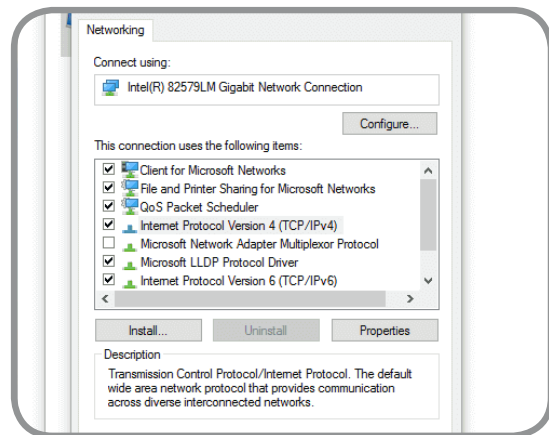 Networking
Connect using:
Intel(R) 82579LM Gigabit Network Connection
Configure...
This connection uses the following items:
Client for Microsoft Networks
File and Printer Sharing for Microsoft Networks
QoS Packet Scheduler
Internet Protocol Version 4 (TCP/IPv4)
Microsoft Network Adapter Multiplexor Protocol
Microsoft LLDP Protocol Driver
Internet Protocol Version 6 (TCP/IPv6)
Install... Uninstall Properties
Description
Transmission Control Protocol/Internet Protocol. The default
wide area network protocol that provides communication
across diverse interconnected networks.